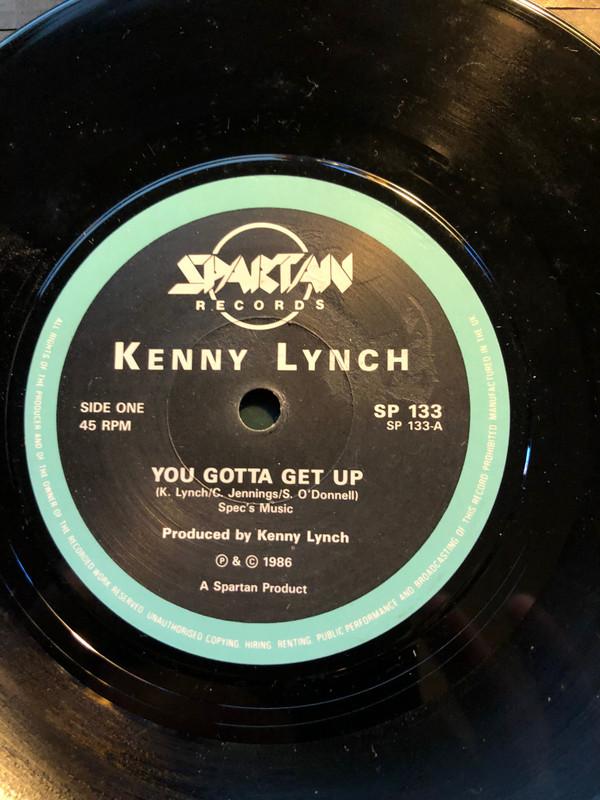 SPARTAN
RECORDS
KENNY LYNCH
SIDE ONE
45 RPM
SP 133
SP 133-A
YOU GOTTA GET UP
(K. Lynch/C. Jennings/S. O'Donnell)
Spec's Music
Produced by Kenny Lynch
Ⓟ & © 1986
A Spartan Product
ALL RIGHTS OF THE PRODUCER AND OF THE OWNER OF THE RECORDED WORK RESERVED. UNAUTHORISED COPYING. HIRING. RENTING. PUBLIC PERFORMANCE AND BROADCASTING OF THIS RECORD PROHIBITED MANUFACTURED IN THE UK